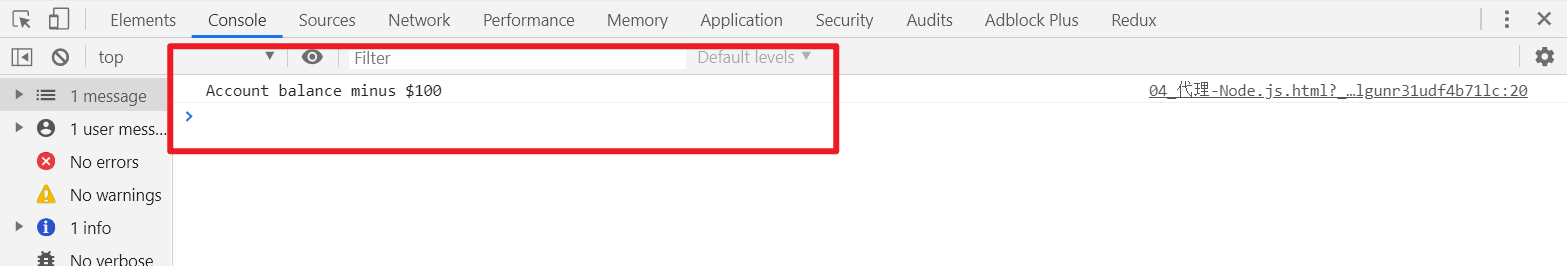 Elements Console Sources Network Performance Memory Application Security Audits Adblock Plus Redux
top Filter Default levels
1 message
Account balance minus $100 04_代理-Node.js.html?_…lgunr31udf4b71lc:20
1 user mess...
No errors
No warnings
1 info
No verbose